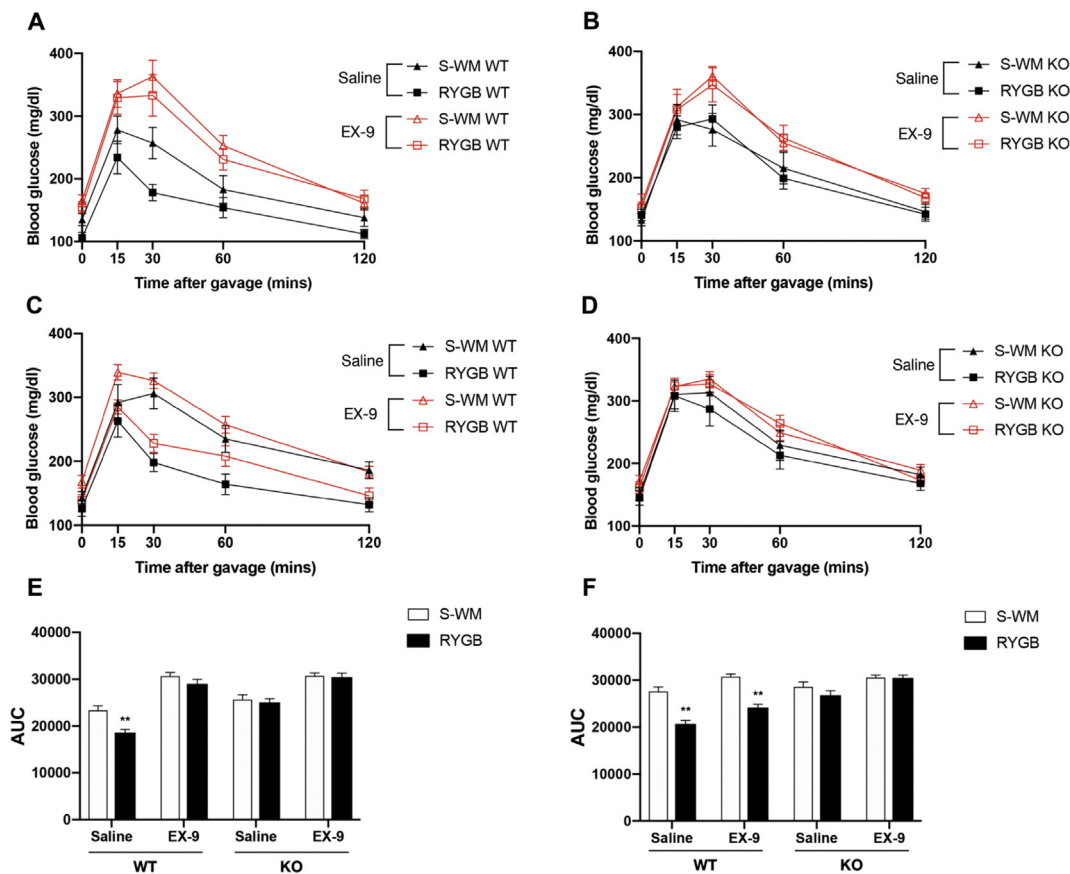 A
Blood glucose (mg/dl)
400
300
200
100
0
15
30
60
120
Time after gavage (mins)
Saline
EX-9
S-WM WT
RYGB WT
S-WM WT
RYGB WT
B
Blood glucose (mg/dl)
400
300
200
100
0
15
30
60
120
Time after gavage (mins)
Saline
EX-9
S-WM KO
RYGB KO
S-WM KO
RYGB KO
C
Blood glucose (mg/dl)
400
300
200
100
0
15
30
60
120
Time after gavage (mins)
Saline
EX-9
S-WM WT
RYGB WT
S-WM WT
RYGB WT
D
Blood glucose (mg/dl)
400
300
200
100
0
15
30
60
120
Time after gavage (mins)
Saline
EX-9
S-WM KO
RYGB KO
S-WM KO
RYGB KO
E
S-WM
RYGB
AUC
40000
30000
20000
10000
0
**
Saline
EX-9
Saline
EX-9
WT
KO
F
S-WM
RYGB
AUC
40000
30000
20000
10000
0
**
**
Saline
EX-9
Saline
EX-9
WT
KO